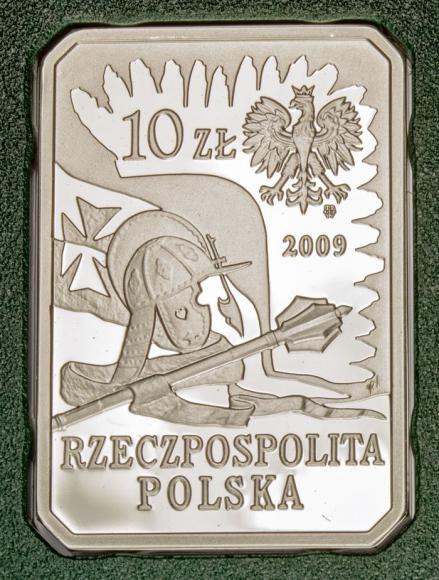 10 ZŁ
2009
RZECZPOSPOLITA
POLSKA